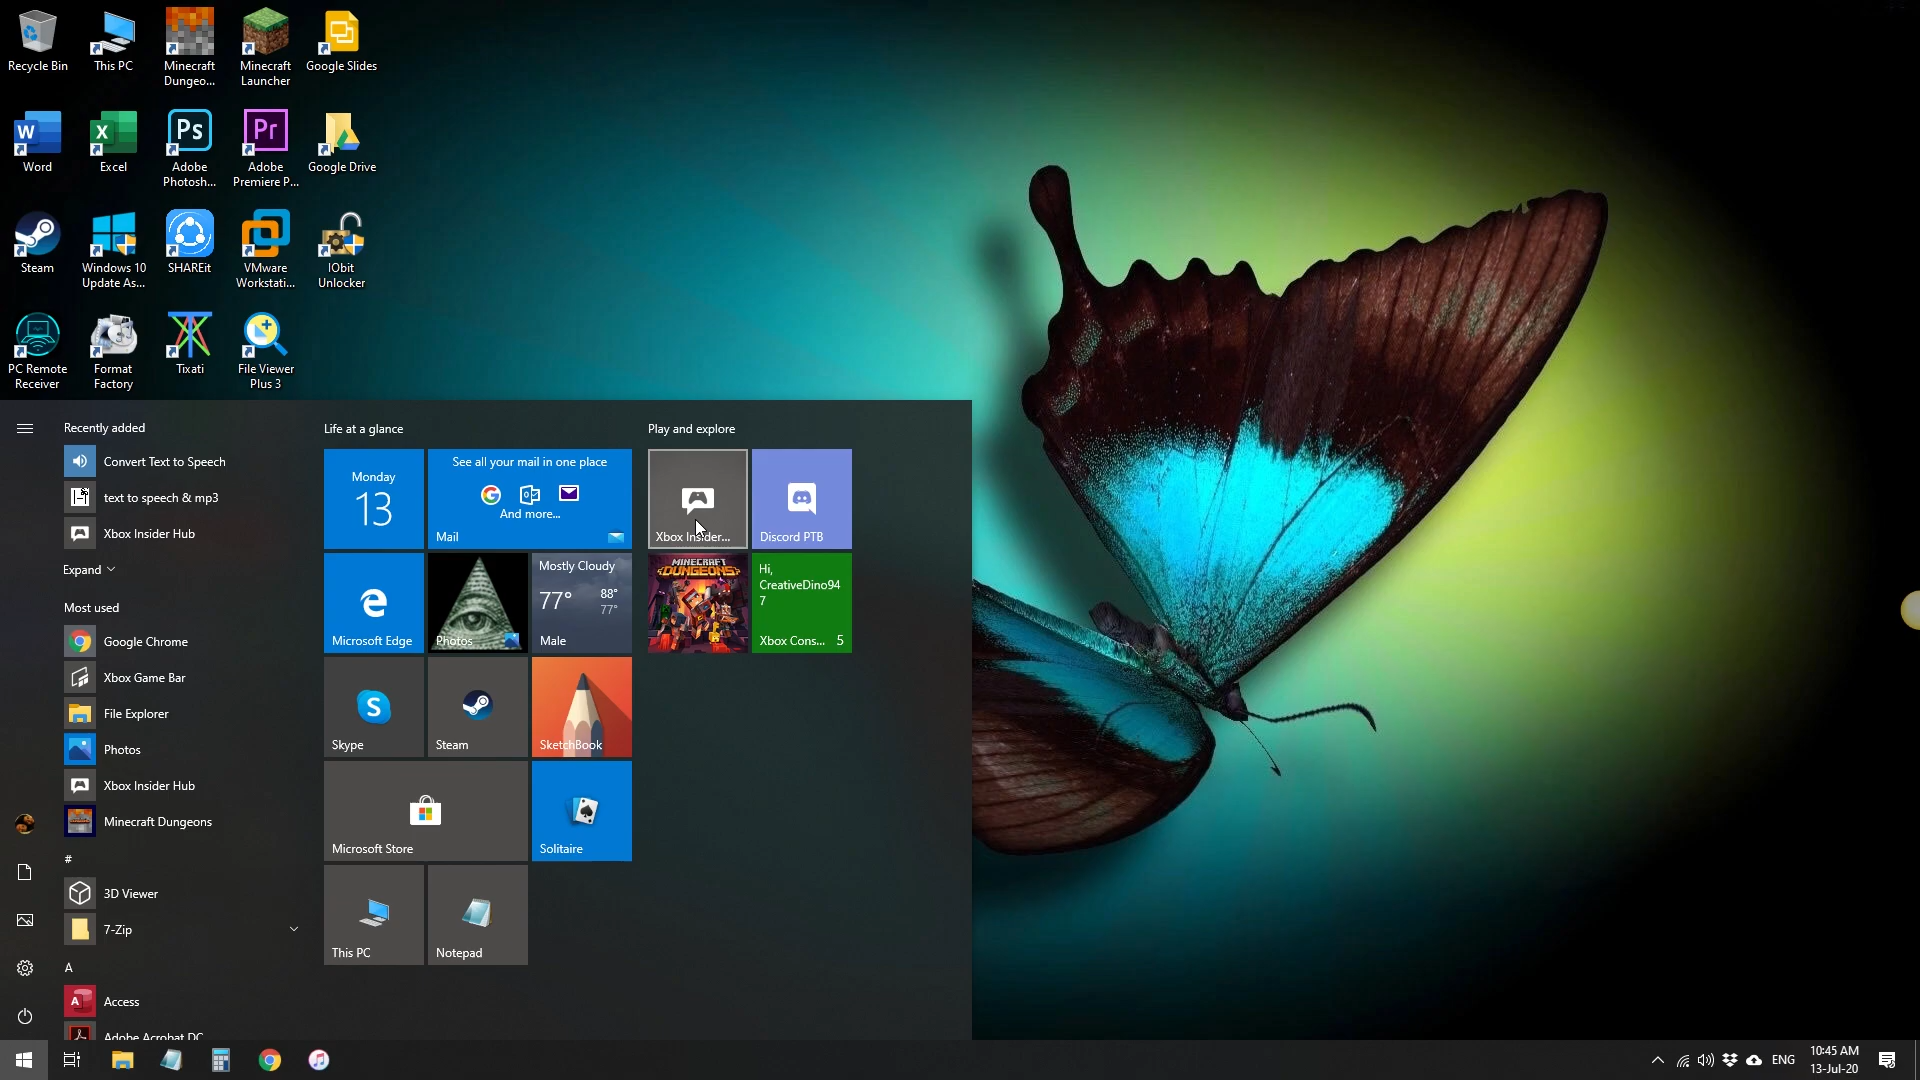 Recycle Bin
This PC
Minecraft
Dungeo...
Minecraft
Launcher
Google Slides
W
Word
X
Excel
Ps
Adobe
Photosh...
Pr
Adobe
Premiere P...
Google Drive
Steam
Windows 10
Update As...
SHAREit
VMware
Workstati...
IObit
Unlocker
PC Remote
Receiver
Format
Factory
Tixati
File Viewer
Plus 3
Recently added
Convert Text to Speech
text to speech & mp3
Xbox Insider Hub
Expand
Most used
Google Chrome
Xbox Game Bar
File Explorer
Photos
Xbox Insider Hub
Minecraft Dungeons
#
3D Viewer
7-Zip
A
Access
Adobe Acrobat DC
Life at a glance
Monday
13
See all your mail in one place
And more...
Mail
Microsoft Edge
Photos
Mostly Cloudy
77°
88°
77°
Male
Skype
Steam
SketchBook
Microsoft Store
Solitaire
This PC
Notepad
Play and explore
Xbox Insider...
Discord PTB
MINECRAFT
DUNGEONS
Hi,
CreativeDino94
7
Xbox Cons... 5
ENG
10:45 AM
13-Jul-20